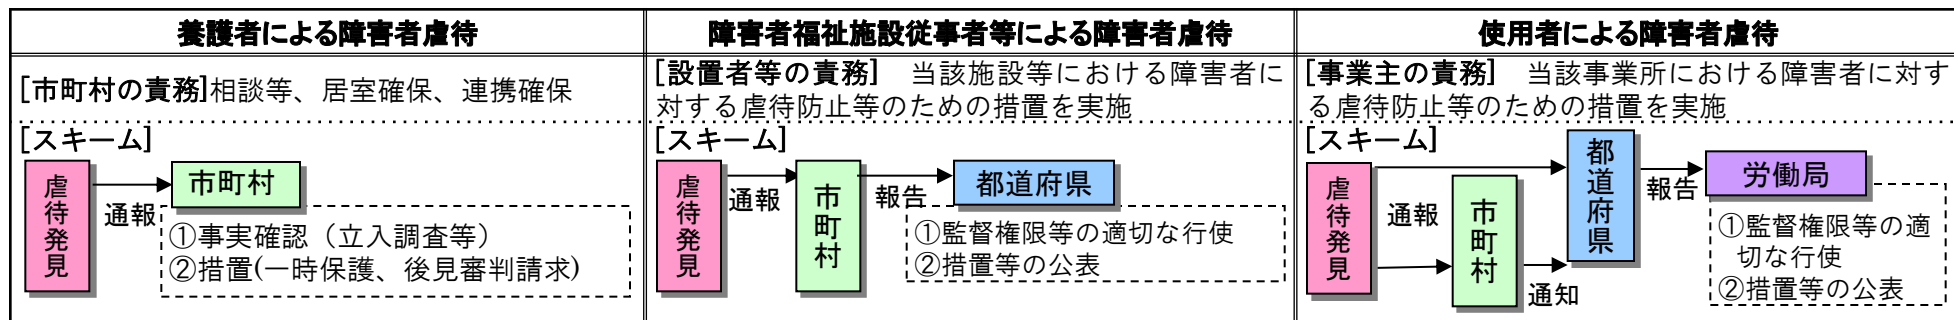 養護者による障害者虐待
[市町村の責務]相談等、居室確保、連携確保
[スキーム]
虐待発見
通報
市町村
①事実確認（立入調査等）
②措置(一時保護、後見審判請求)
障害者福祉施設従事者等による障害者虐待
[設置者等の責務]　当該施設等における障害者に
対する虐待防止等のための措置を実施
[スキーム]
虐待発見
通報
市町村
報告
都道府県
①監督権限等の適切な行使
②措置等の公表
使用者による障害者虐待
[事業主の責務]　当該事業所における障害者に対す
る虐待防止等のための措置を実施
[スキーム]
虐待発見
通報
市町村
通知
都道府県
報告
労働局
①監督権限等の適
切な行使
②措置等の公表